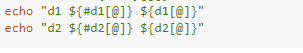 echo "d1 ${#d1[@]} ${d1[@]}"
echo "d2 ${#d2[@]} ${d2[@]}"